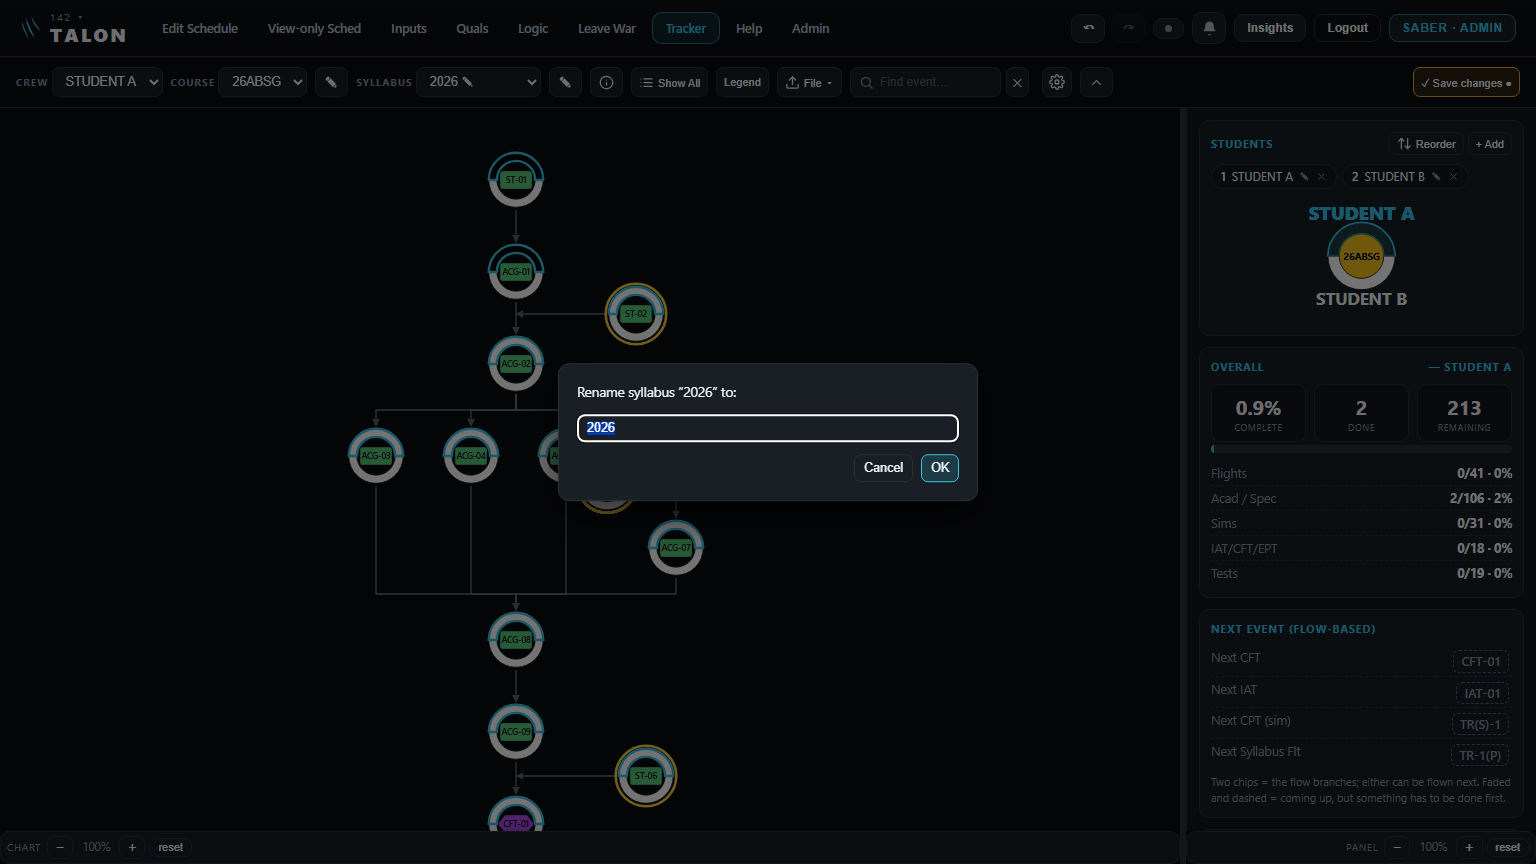 142
TALON
Edit Schedule
View-only Sched
Inputs
Quals
Logic
Leave War
Tracker
Help
Admin
Insights
Logout
SABER · ADMIN
CREW
STUDENT A
COURSE
26ABSG
SYLLABUS
2026
Show All
Legend
File
Find event...
✓ Save changes
ST-01
ACG-01
ST-02
ACG-02
ACG-03
ACG-04
ACG-07
ACG-08
ACG-09
ST-06
CFT-01
Rename syllabus “2026” to:
2026
Cancel
OK
STUDENTS
Reorder
+ Add
1 STUDENT A
2 STUDENT B
STUDENT A
26ABSG
STUDENT B
OVERALL
— STUDENT A
0.9%
COMPLETE
2
DONE
213
REMAINING
Flights 0/41 · 0%
Acad / Spec 2/106 · 2%
Sims 0/31 · 0%
IAT/CFT/EPT 0/18 · 0%
Tests 0/19 · 0%
NEXT EVENT (FLOW-BASED)
Next CFT CFT-01
Next IAT IAT-01
Next CPT (sim) TR(S)-1
Next Syllabus Flt TR-1(P)
Two chips = the flow branches; either can be flown next. Faded
and dashed = coming up, but something has to be done first.
CHART − 100% + reset
PANEL − 100% + reset